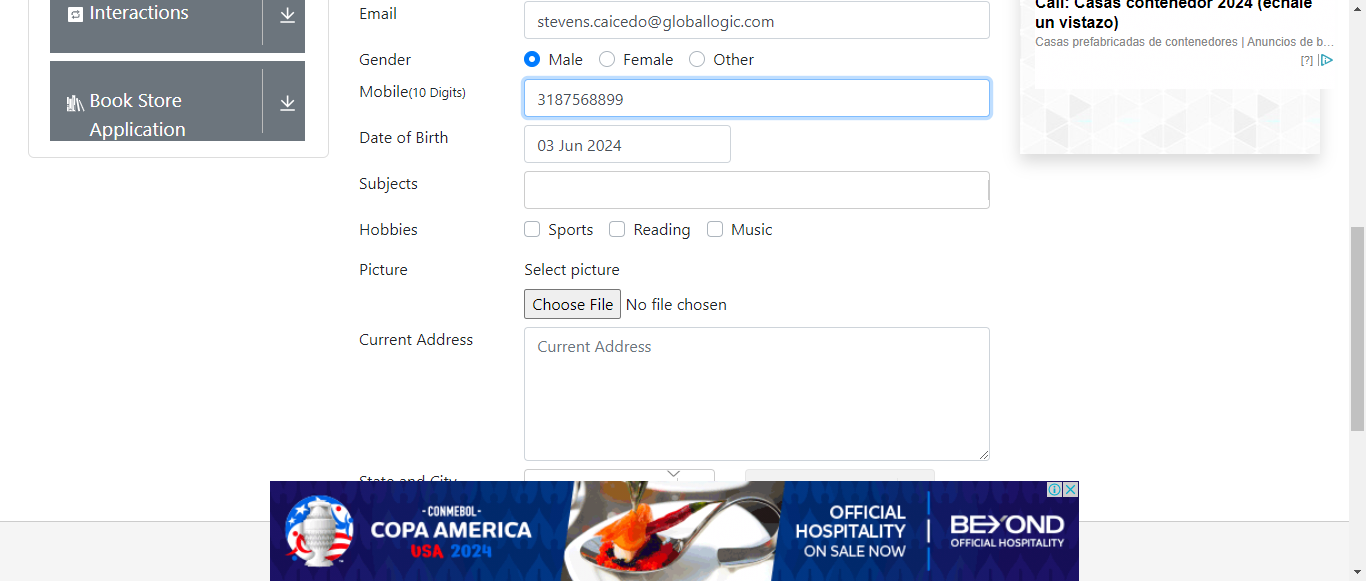 Interactions
Book Store
Application
Email
stevens.caicedo@globallogic.com
Gender
Male
Female
Other
Mobile(10 Digits)
3187568899
Date of Birth
03 Jun 2024
Subjects
Hobbies
Sports
Reading
Music
Picture
Select picture
Choose File No file chosen
Current Address
Current Address
State and City
Cali: Casas contenedor 2024 (échale
un vistazo)
Casas prefabricadas de contenedores | Anuncios de b…
[?]
-CONMEBOL-
COPA AMERICA
USA 2024
OFFICIAL
HOSPITALITY
ON SALE NOW
BEYOND
OFFICIAL HOSPITALITY